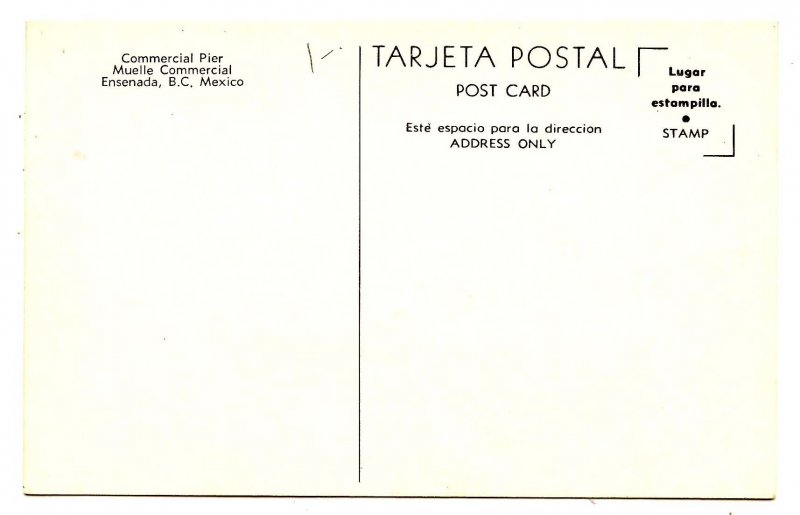 Commercial Pier
Muelle Commercial
Ensenada, B.C. Mexico
TARJETA POSTAL
POST CARD
Esté espacio para la direccion
ADDRESS ONLY
Lugar
para
estampilla.
•
STAMP